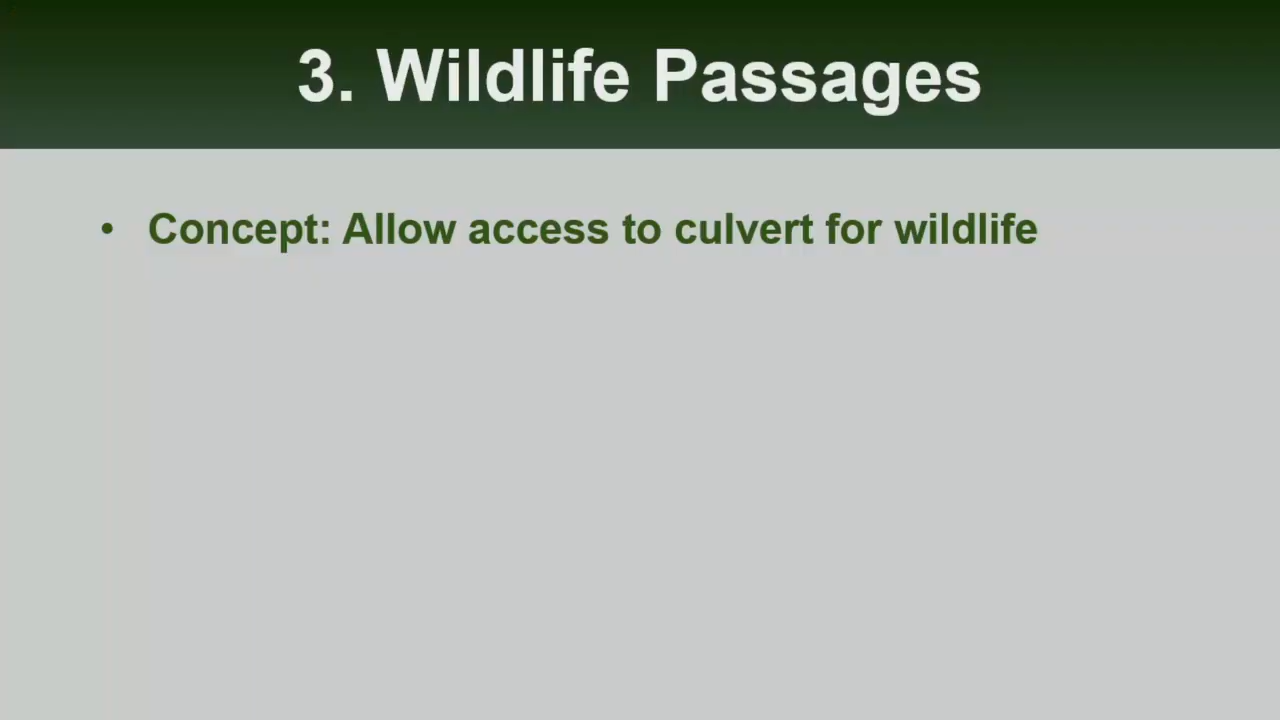 3. Wildlife Passages
• Concept: Allow access to culvert for wildlife